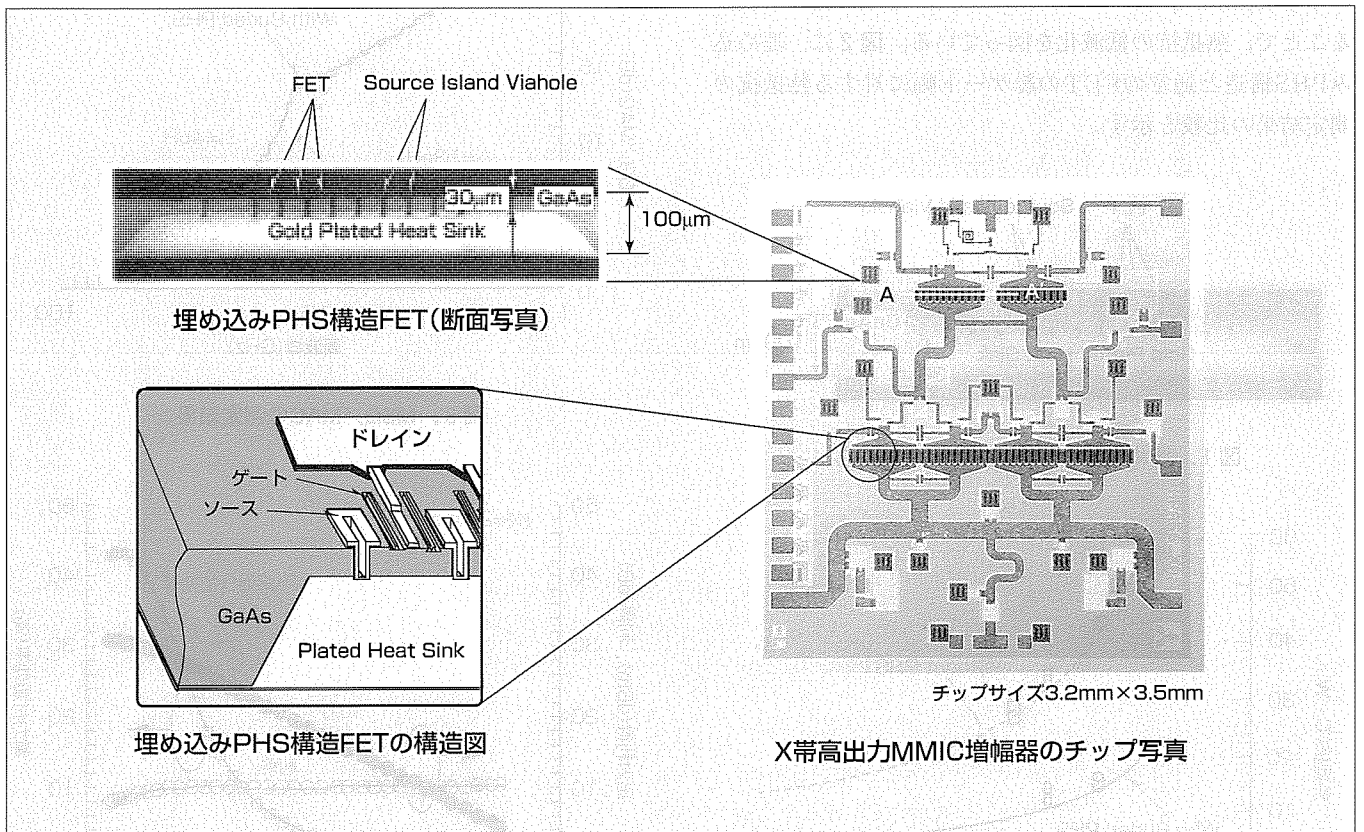 FET
Source Island Viahole
30μm
GaAs
Gold Plated Heat Sink
100μm
埋め込みPHS構造FET(断面写真)
A
A
ドレイン
ゲート
ソース
GaAs
Plated Heat Sink
埋め込みPHS構造FETの構造図
チップサイズ3.2mm×3.5mm
X帯高出力MMIC増幅器のチップ写真